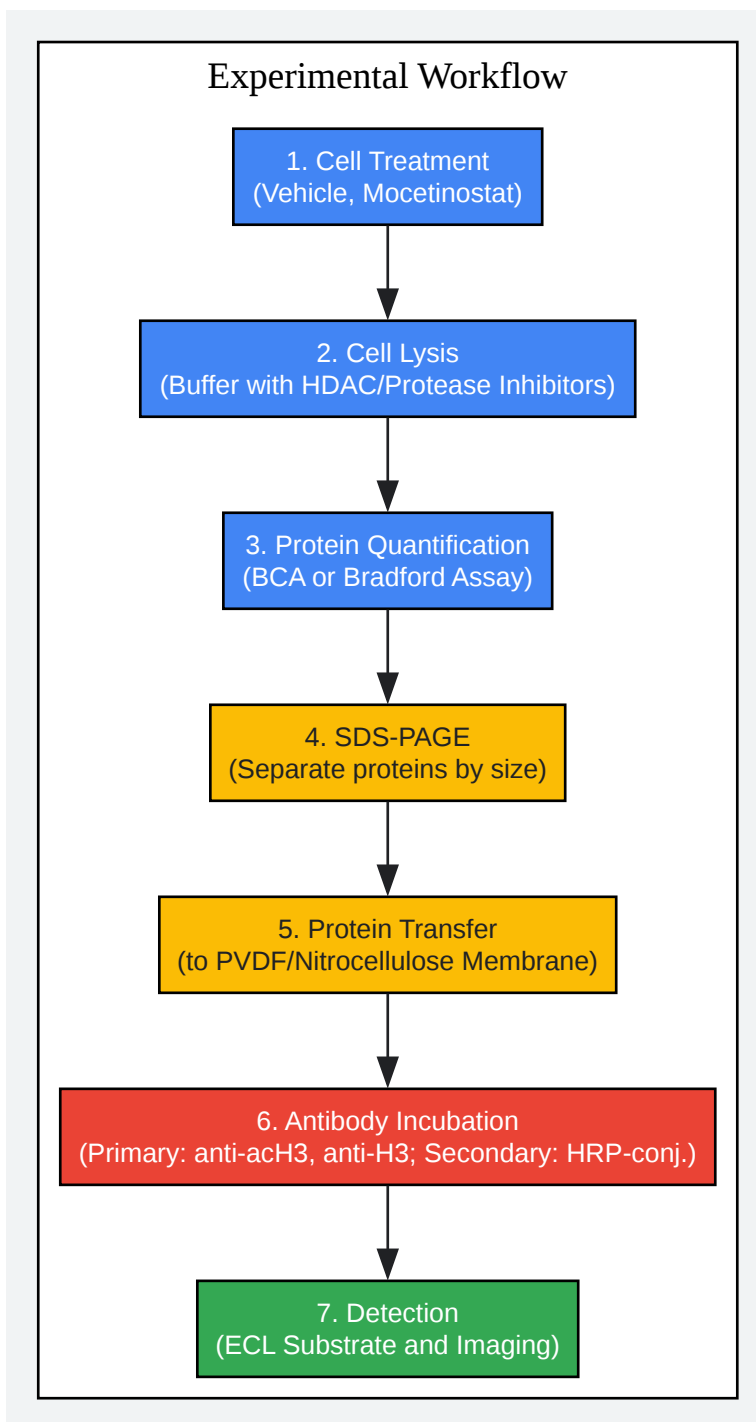 Experimental Workflow
1. Cell Treatment
(Vehicle, Mocetinostat)
2. Cell Lysis
(Buffer with HDAC/Protease Inhibitors)
3. Protein Quantification
(BCA or Bradford Assay)
4. SDS-PAGE
(Separate proteins by size)
5. Protein Transfer
(to PVDF/Nitrocellulose Membrane)
6. Antibody Incubation
(Primary: anti-acH3, anti-H3; Secondary: HRP-conj.)
7. Detection
(ECL Substrate and Imaging)